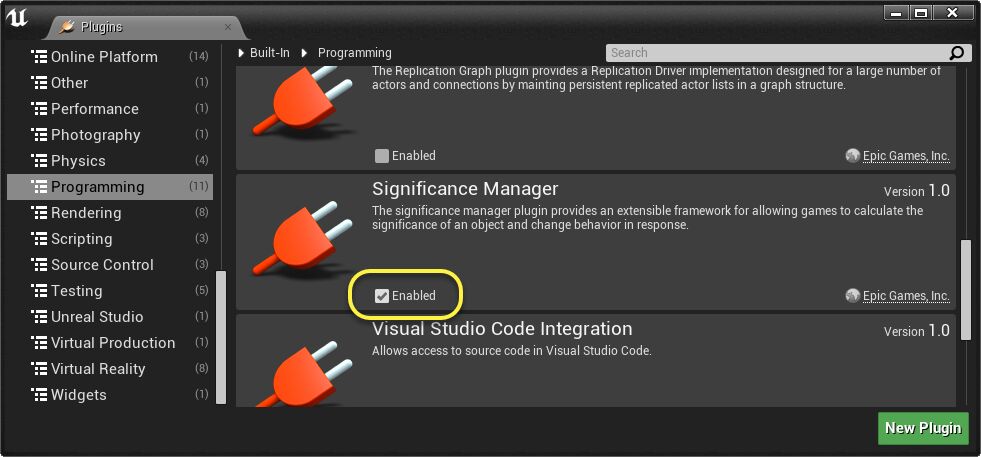 Plugins
Online Platform (14)
Other (1)
Performance (1)
Photography (1)
Physics (4)
Programming (11)
Rendering (8)
Scripting (3)
Source Control (3)
Testing (5)
Unreal Studio (1)
Virtual Production (1)
Virtual Reality (8)
Widgets (1)
Built-In Programming
Search
The Replication Graph plugin provides a Replication Driver implementation designed for a large number of
actors and connections by mainting persistent replicated actor lists in a graph structure.
Enabled Epic Games, Inc.
Significance Manager Version 1.0
The significance manager plugin provides an extensible framework for allowing games to calculate the
significance of an object and change behavior in response.
Enabled Epic Games, Inc.
Visual Studio Code Integration Version 1.0
Allows access to source code in Visual Studio Code.
New Plugin